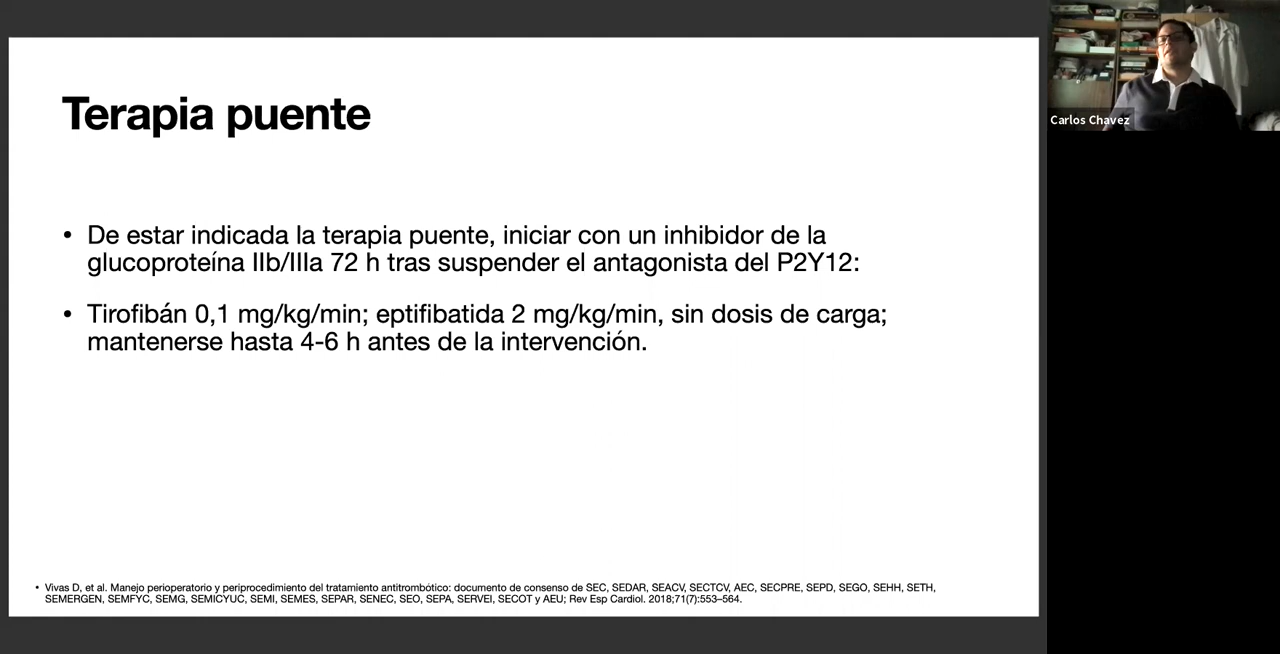 Terapia puente
• De estar indicada la terapia puente, iniciar con un inhibidor de la
glucoproteína IIb/IIIa 72 h tras suspender el antagonista del P2Y12:
• Tirofibán 0,1 mg/kg/min; eptifibatida 2 mg/kg/min, sin dosis de carga;
mantenerse hasta 4-6 h antes de la intervención.
• Vivas D, et al. Manejo perioperatorio y periprocedimiento del tratamiento antitrombótico: documento de consenso de SEC, SEDAR, SEACV, SECTCV, AEC, SECPRE, SEPD, SEGO, SEHH, SETH,
SEMERGEN, SEMFYC, SEMG, SEMICYUC, SEMI, SEMES, SEPAR, SENEC, SEO, SEPA, SERVEI, SECOT y AEU; Rev Esp Cardiol. 2018;71(7):553–564.
Carlos Chavez